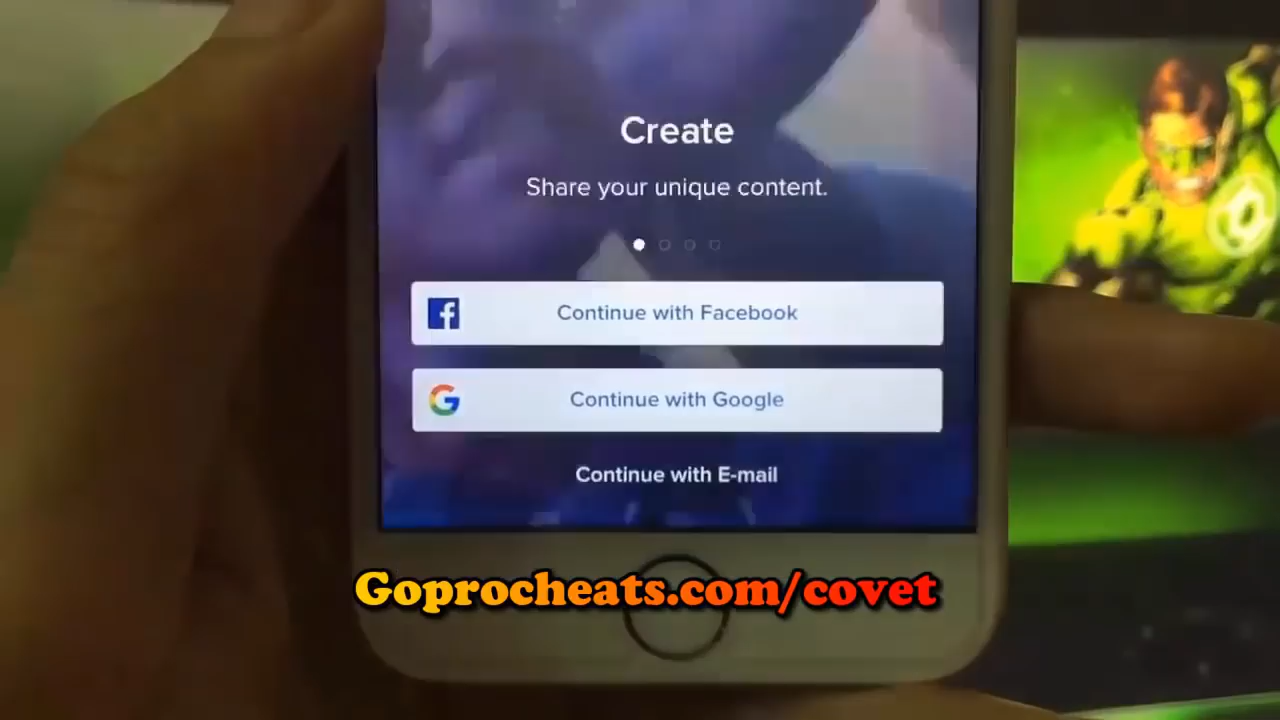 Create
Share your unique content.
Continue with Facebook
Continue with Google
Continue with E-mail
Goprocheats.com/covet